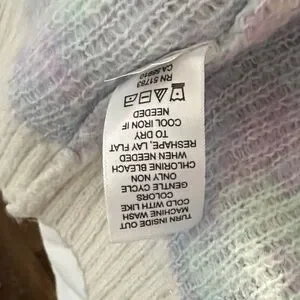 TURN INSIDE OUT
MACHINE WASH
COLD WITH LIKE
COLORS
GENTLE CYCLE
ONLY NON
CHLORINE BLEACH
WHEN NEEDED
RESHAPE, LAY FLAT
TO DRY
COOL IRON IF
NEEDED
RN 51783